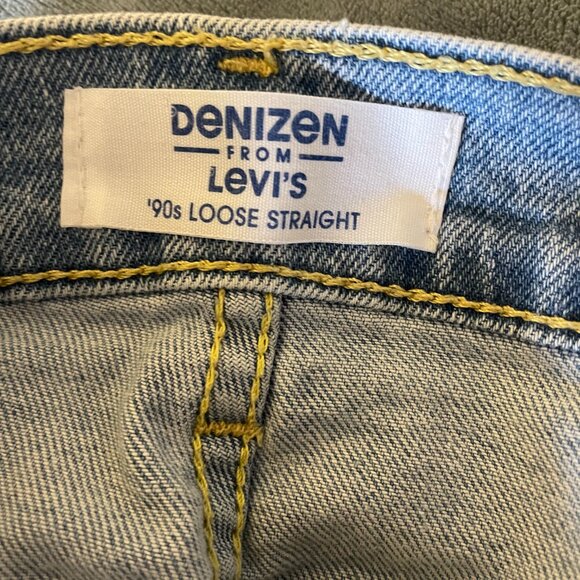 DENIZEN
FROM
LEVI'S
'90s LOOSE STRAIGHT